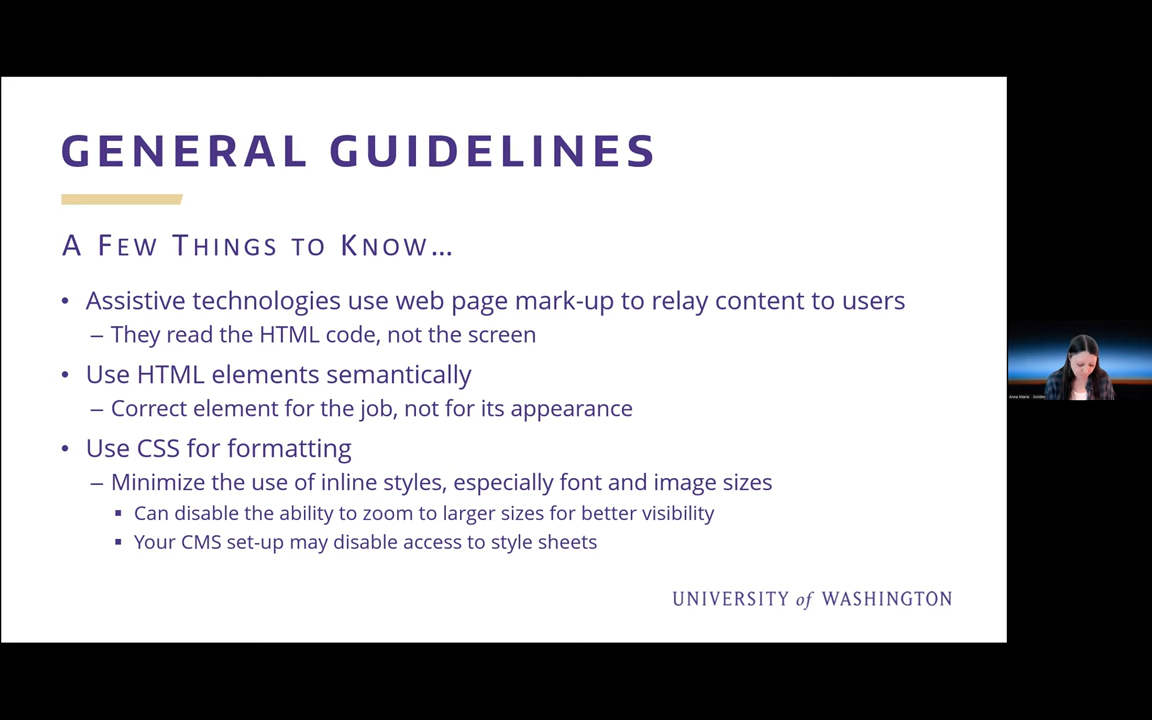 GENERAL GUIDELINES
A FEW THINGS TO KNOW...
• Assistive technologies use web page mark-up to relay content to users
– They read the HTML code, not the screen
• Use HTML elements semantically
– Correct element for the job, not for its appearance
• Use CSS for formatting
– Minimize the use of inline styles, especially font and image sizes
▪ Can disable the ability to zoom to larger sizes for better visibility
▪ Your CMS set-up may disable access to style sheets
UNIVERSITY of WASHINGTON
Anna Marie